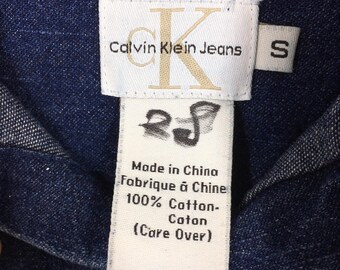 cK
Calvin Klein Jeans
S
28
Made in China
Fabrique à Chine
100% Cotton-
Coton
(Care Over)